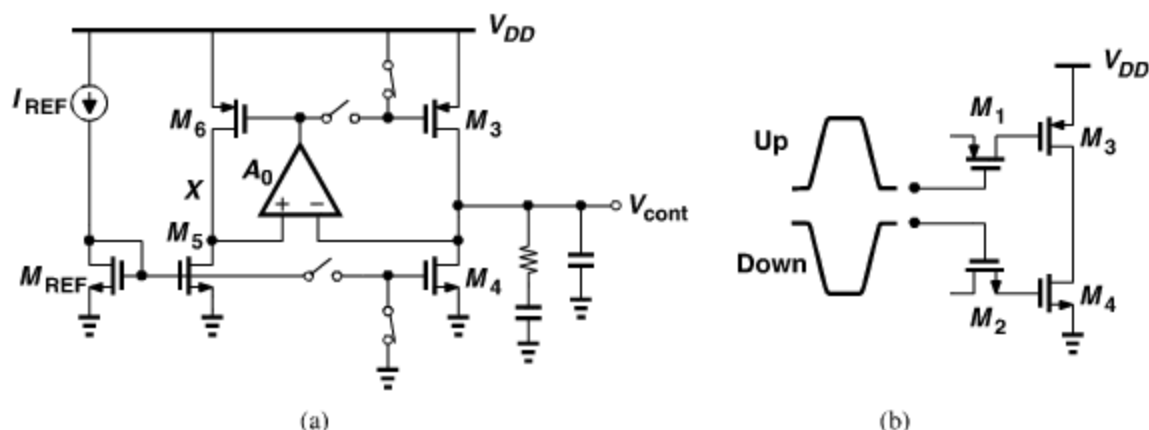 V_DD
I_REF
M_6
M_3
A_0
X
+ −
V_cont
M_5
M_REF
M_4
(a)
V_DD
M_1
Up
M_3
Down
M_4
M_2
(b)